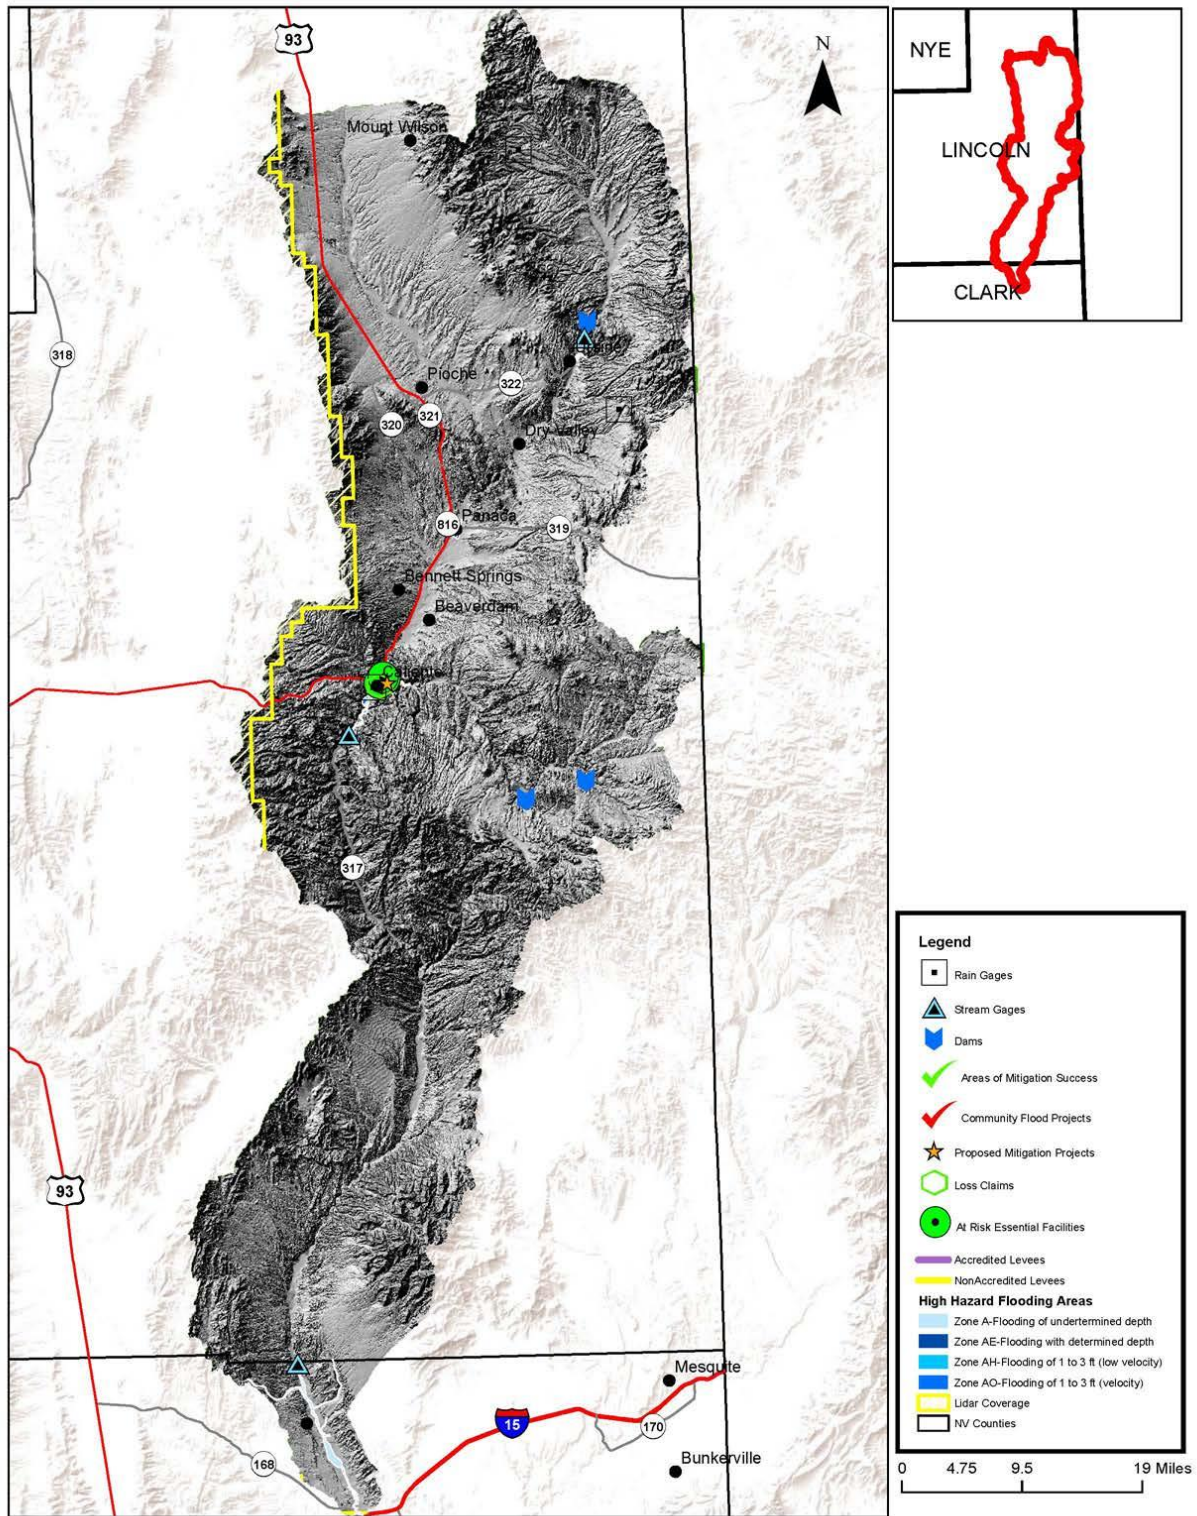 93
N
Mount Wilson
318
Pioche
322
321
320
Dry Valley
816
Panaca
319
Bennett Springs
Beaverdam
317
93
Mesquite
15
170
168
Bunkerville
NYE
LINCOLN
CLARK
Legend
Rain Gages
Stream Gages
Dams
Areas of Mitigation Success
Community Flood Projects
Proposed Mitigation Projects
Loss Claims
At Risk Essential Facilities
Accredited Levees
NonAccredited Levees
High Hazard Flooding Areas
Zone A-Flooding of undertermined depth
Zone AE-Flooding with determined depth
Zone AH-Flooding of 1 to 3 ft (low velocity)
Zone AO-Flooding of 1 to 3 ft (velocity)
Lidar Coverage
NV Counties
0 4.75 9.5 19 Miles